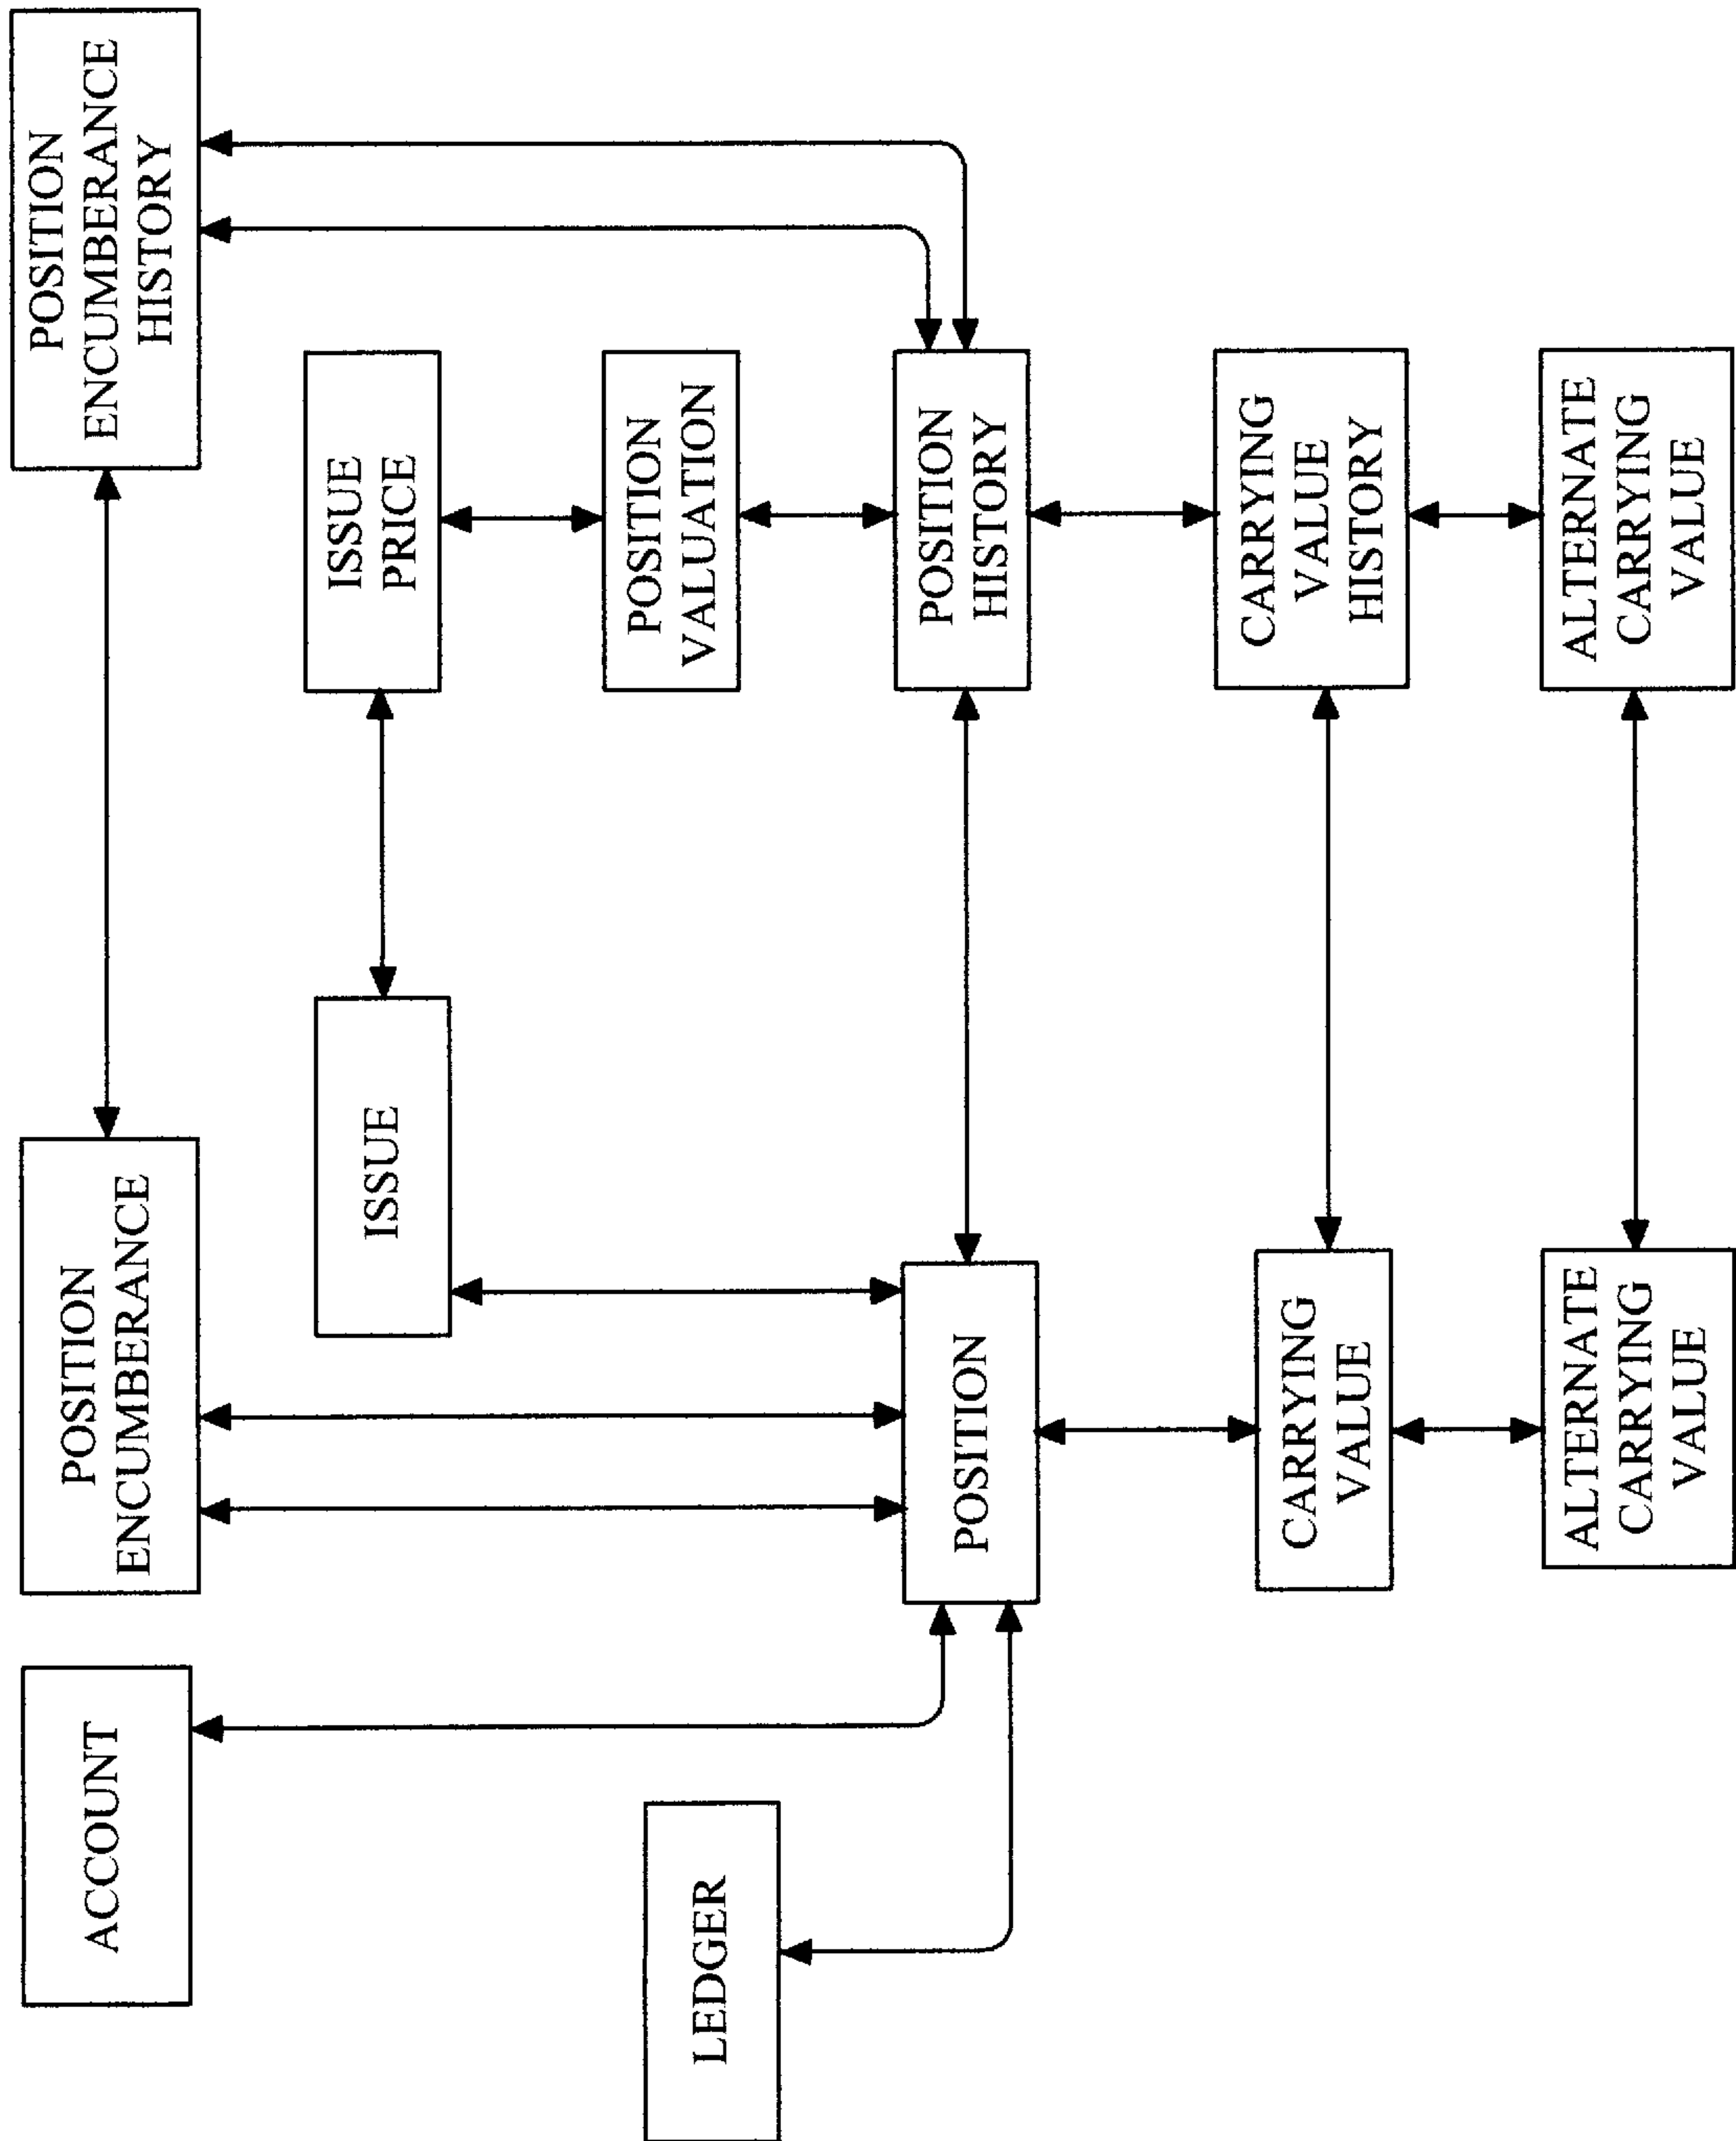 POSITION
ENCUMBERANCE
HISTORY
ISSUE
PRICE
POSITION
VALUATION
POSITION
HISTORY
CARRYING
VALUE
HISTORY
ALTERNATE
CARRYING
VALUE
POSITION
ENCUMBERANCE
ISSUE
POSITION
CARRYING
VALUE
ALTERNATE
CARRYING
VALUE
ACCOUNT
LEDGER